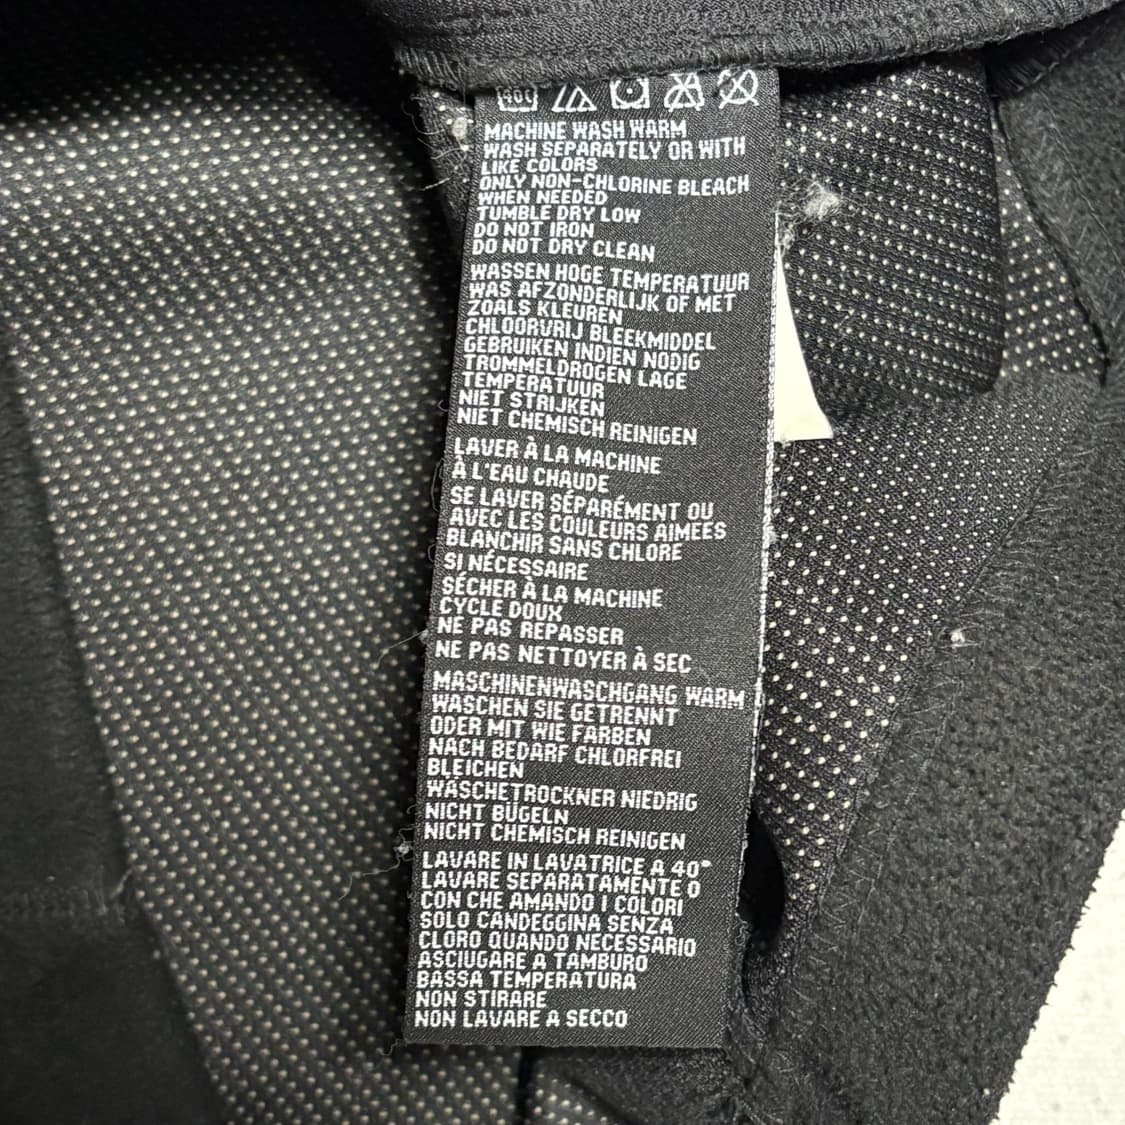 40C
MACHINE WASH WARM
WASH SEPARATELY OR WITH
LIKE COLORS
ONLY NON-CHLORINE BLEACH
WHEN NEEDED
TUMBLE DRY LOW
DO NOT IRON
DO NOT DRY CLEAN
WASSEN HOGE TEMPERATUUR
WAS AFZONDERLIJK OF MET
ZOALS KLEUREN
CHLOORVRIJ BLEEKMIDDEL
GEBRUIKEN INDIEN NODIG
TROMMELDROGEN LAGE
TEMPERATUUR
NIET STRIJKEN
NIET CHEMISCH REINIGEN
LAVER À LA MACHINE
À L'EAU CHAUDE
SE LAVER SÉPARÉMENT OU
AVEC LES COULEURS AIMEES
BLANCHIR SANS CHLORE
SI NÉCESSAIRE
SÉCHER À LA MACHINE
CYCLE DOUX
NE PAS REPASSER
NE PAS NETTOYER À SEC
MASCHINENWASCHGANG WARM
WASCHEN SIE GETRENNT
ODER MIT WIE FARBEN
NACH BEDARF CHLORFREI
BLEICHEN
WÄSCHETROCKNER NIEDRIG
NICHT BÜGELN
NICHT CHEMISCH REINIGEN
LAVARE IN LAVATRICE A 40°
LAVARE SEPARATAMENTE O
CON CHE AMANDO I COLORI
SOLO CANDEGGINA SENZA
CLORO QUANDO NECESSARIO
ASCIUGARE A TAMBURO
BASSA TEMPERATURA
NON STIRARE
NON LAVARE A SECCO